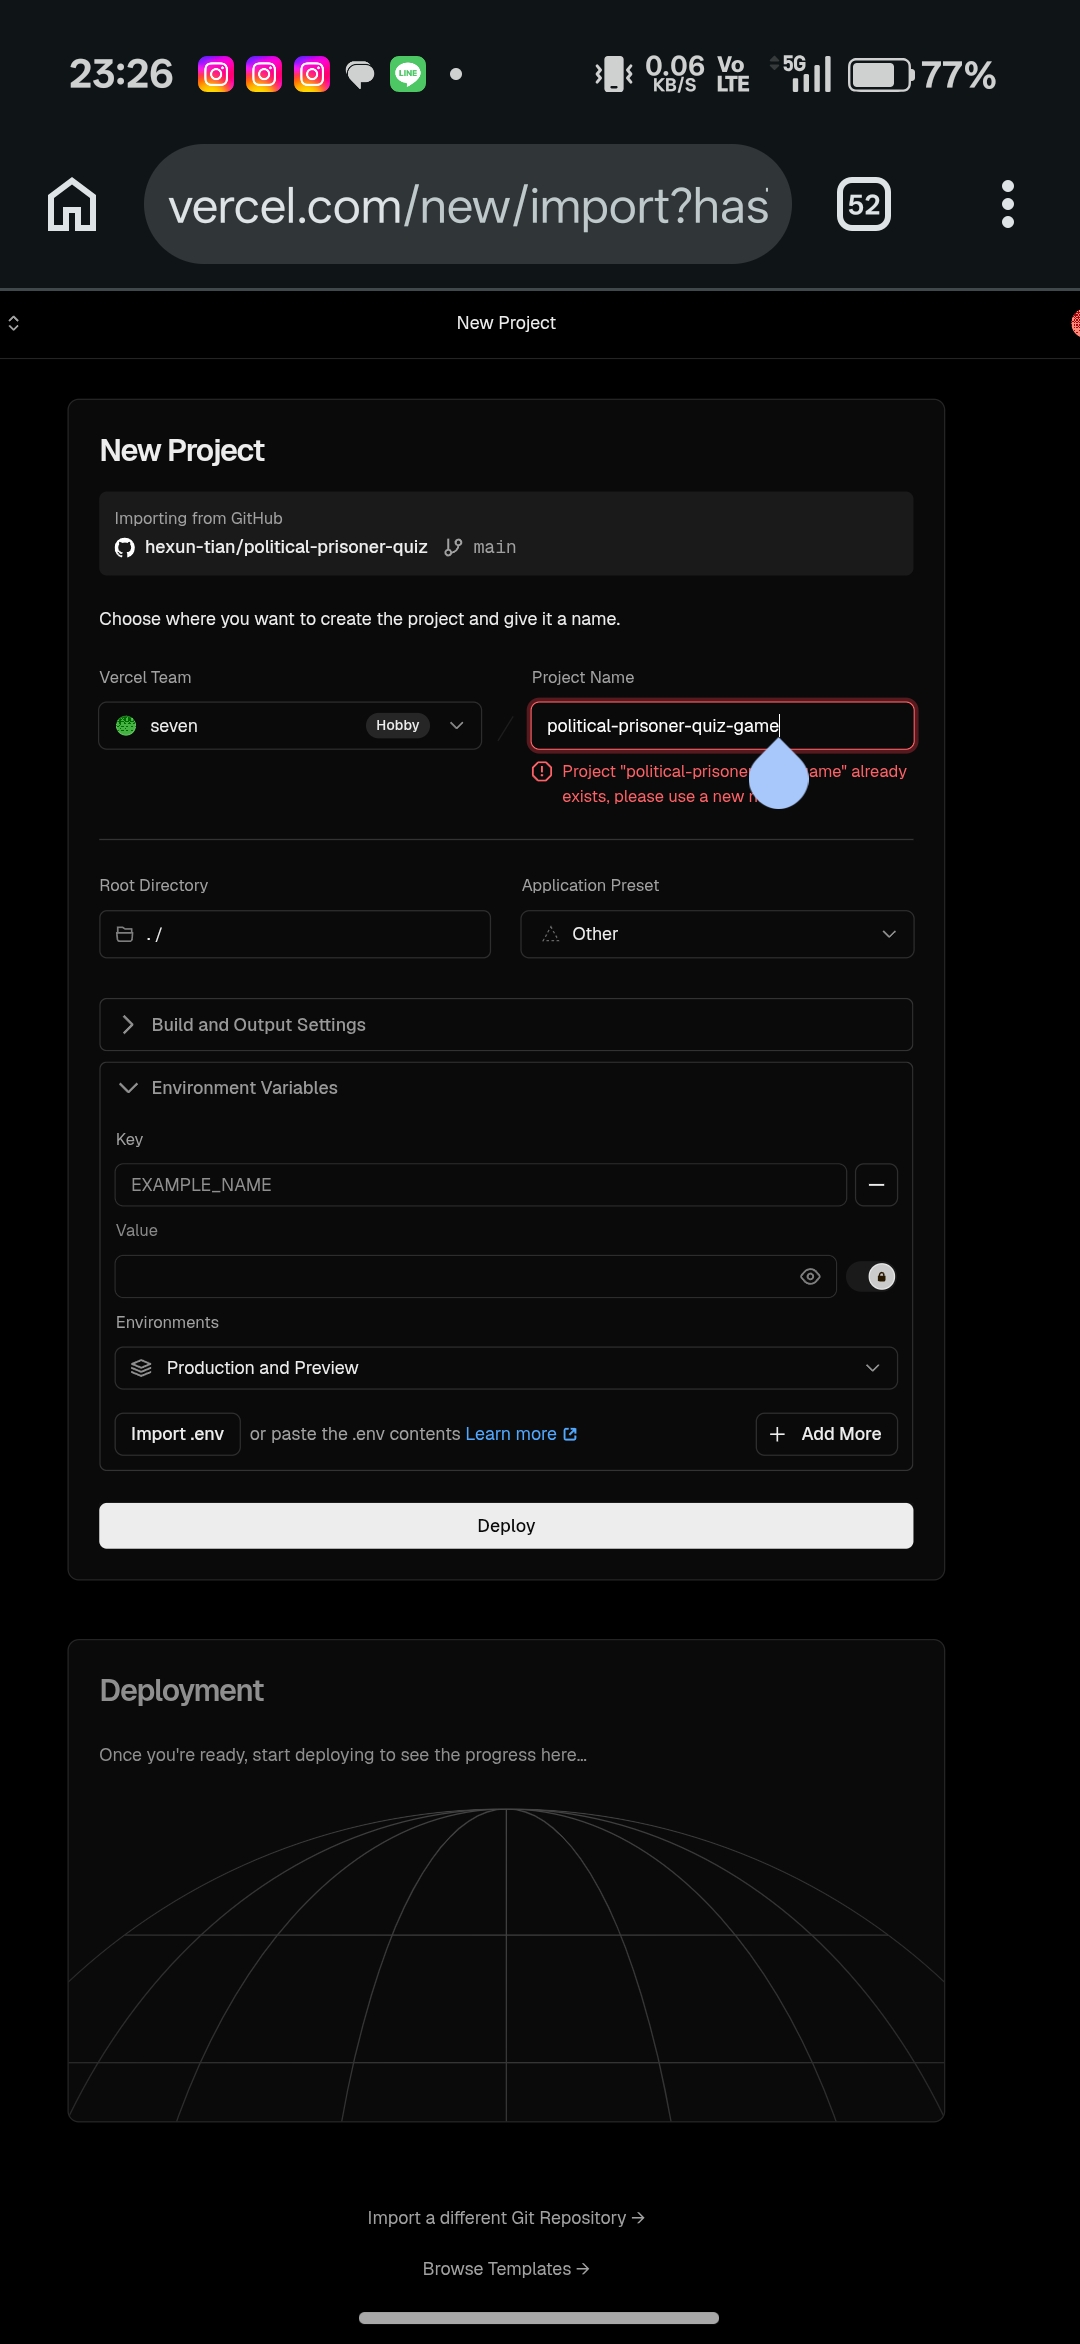 23:26
LINE
0.06
KB/S
Vo
LTE
5G
77%
vercel.com/new/import?has
52
New Project
New Project
Importing from GitHub
hexun-tian/political-prisoner-quiz main
Choose where you want to create the project and give it a name.
Vercel Team
seven Hobby
Project Name
political-prisoner-quiz-game
Project "political-prisoner ame" already
exists, please use a new
Root Directory
./
Application Preset
Other
Build and Output Settings
Environment Variables
Key
EXAMPLE_NAME
Value
Environments
Production and Preview
Import .env or paste the .env contents Learn more
Add More
Deploy
Deployment
Once you're ready, start deploying to see the progress here...
Import a different Git Repository →
Browse Templates →